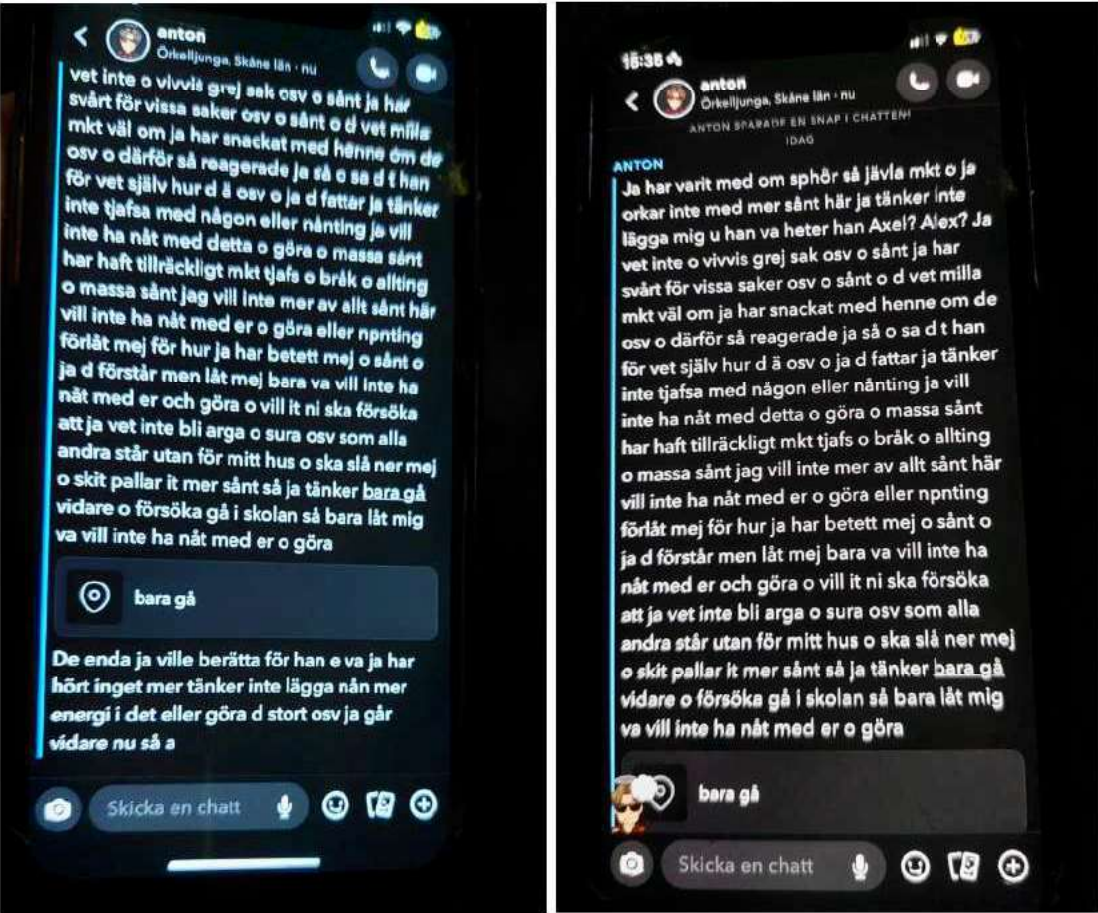 anton
Örkelljunga, Skåne län · nu
vet inte o vivvis grej sak osv o sånt ja har
svårt för vissa saker osv o sånt o d vet milla
mkt väl om ja har snackat med henne om de
osv o därför så reagerade ja så o sa d t han
för vet själv hur d ä osv o ja d fattar ja tänker
inte tjafsa med någon eller nånting ja vill
inte ha nåt med detta o göra o massa sånt
har haft tillräckligt mkt tjafs o bråk o allting
o massa sånt jag vill inte mer av allt sånt här
vill inte ha nåt med er o göra eller npnting
förlåt mej för hur ja har betett mej o sånt o
ja d förstår men låt mej bara va vill inte ha
nåt med er och göra o vill it ni ska försöka
att ja vet inte bli arga o sura osv som alla
andra står utan för mitt hus o ska slå ner mej
o skit pallar it mer sånt så ja tänker bara gå
vidare o försöka gå i skolan så bara låt mig
va vill inte ha nåt med er o göra
bara gå
De enda ja ville berätta för han e va ja har
hört inget mer tänker inte lägga nån mer
energi i det eller göra d stort osv ja går
vidare nu så a
Skicka en chatt
16:36
anton
Örkelljunga, Skåne län · nu
ANTON SPARADE EN SNAP I CHATTEN!
IDAG
ANTON
Ja har varit med om sphär så jävla mkt o ja
orkar inte med mer sånt här ja tänker inte
lägga mig u han va heter han Axel? Alex? Ja
vet inte o vivvis grej sak osv o sånt ja har
svårt för vissa saker osv o sånt o d vet milla
mkt väl om ja har snackat med henne om de
osv o därför så reagerade ja så o sa d t han
för vet själv hur d ä osv o ja d fattar ja tänker
inte tjafsa med någon eller nånting ja vill
inte ha nåt med detta o göra o massa sånt
har haft tillräckligt mkt tjafs o bråk o allting
o massa sånt jag vill inte mer av allt sånt här
vill inte ha nåt med er o göra eller npnting
förlåt mej för hur ja har betett mej o sånt o
ja d förstår men låt mej bara va vill inte ha
nåt med er och göra o vill it ni ska försöka
att ja vet inte bli arga o sura osv som alla
andra står utan för mitt hus o ska slå ner mej
o skit pallar it mer sånt så ja tänker bara gå
vidare o försöka gå i skolan så bara låt mig
va vill inte ha nåt med er o göra
bara gå
Skicka en chatt